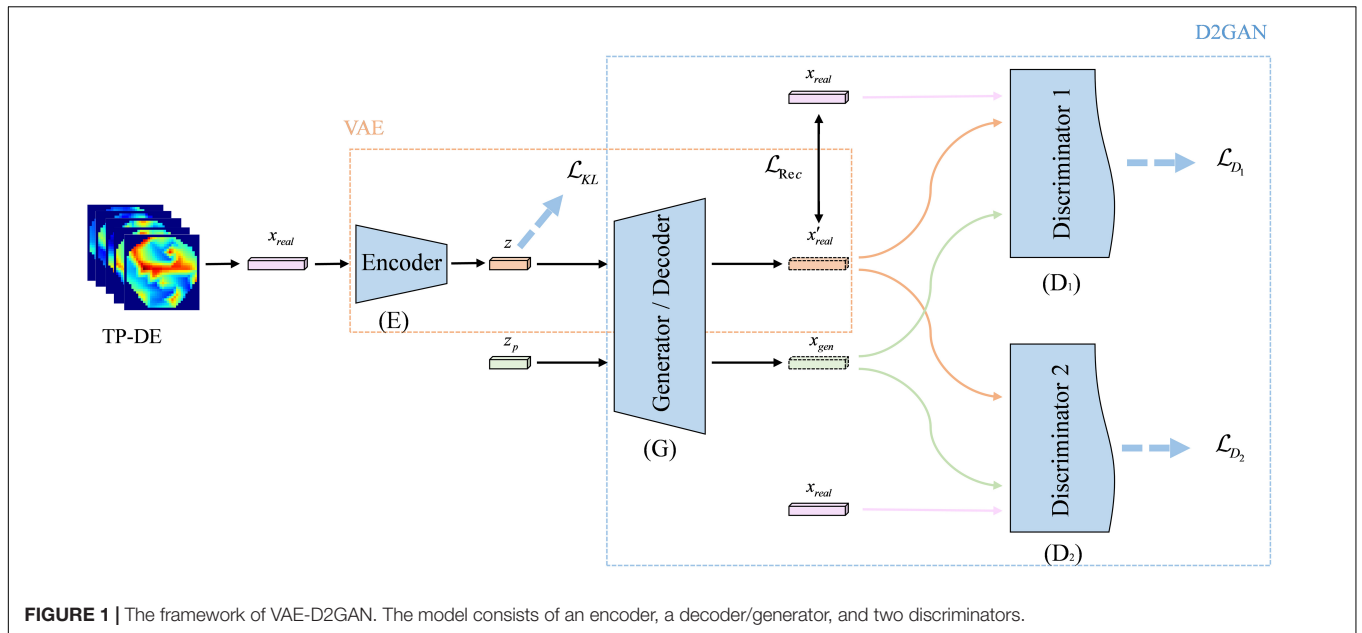 D2GAN
x_real
VAE
Discriminator 1
ℒ_KL
ℒ_Rec
ℒ_D1
x_real
z
x'_real
Encoder
Generator / Decoder
(D1)
(E)
TP-DE
z_p
x_gen
Discriminator 2
(G)
ℒ_D2
x_real
(D2)
FIGURE 1 | The framework of VAE-D2GAN. The model consists of an encoder, a decoder/generator, and two discriminators.